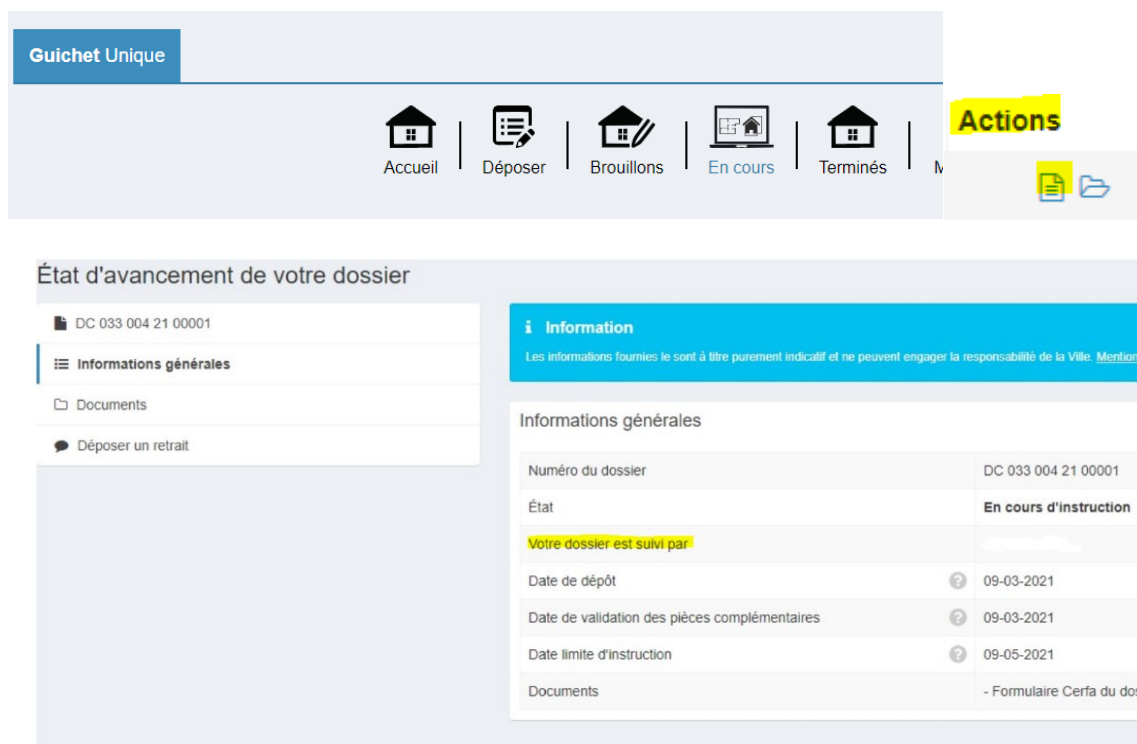 Guichet Unique
Accueil
Déposer
Brouillons
En cours
Terminés
M
Actions
État d'avancement de votre dossier
DC 033 004 21 00001
Informations générales
Documents
Déposer un retrait
i Information
Les informations fournies le sont à titre purement indicatif et ne peuvent engager la responsabilité de la Ville. Mention
Informations générales
Numéro du dossier DC 033 004 21 00001
État En cours d'instruction
Votre dossier est suivi par
Date de dépôt ? 09-03-2021
Date de validation des pièces complémentaires ? 09-03-2021
Date limite d'instruction ? 09-05-2021
Documents - Formulaire Cerfa du dos